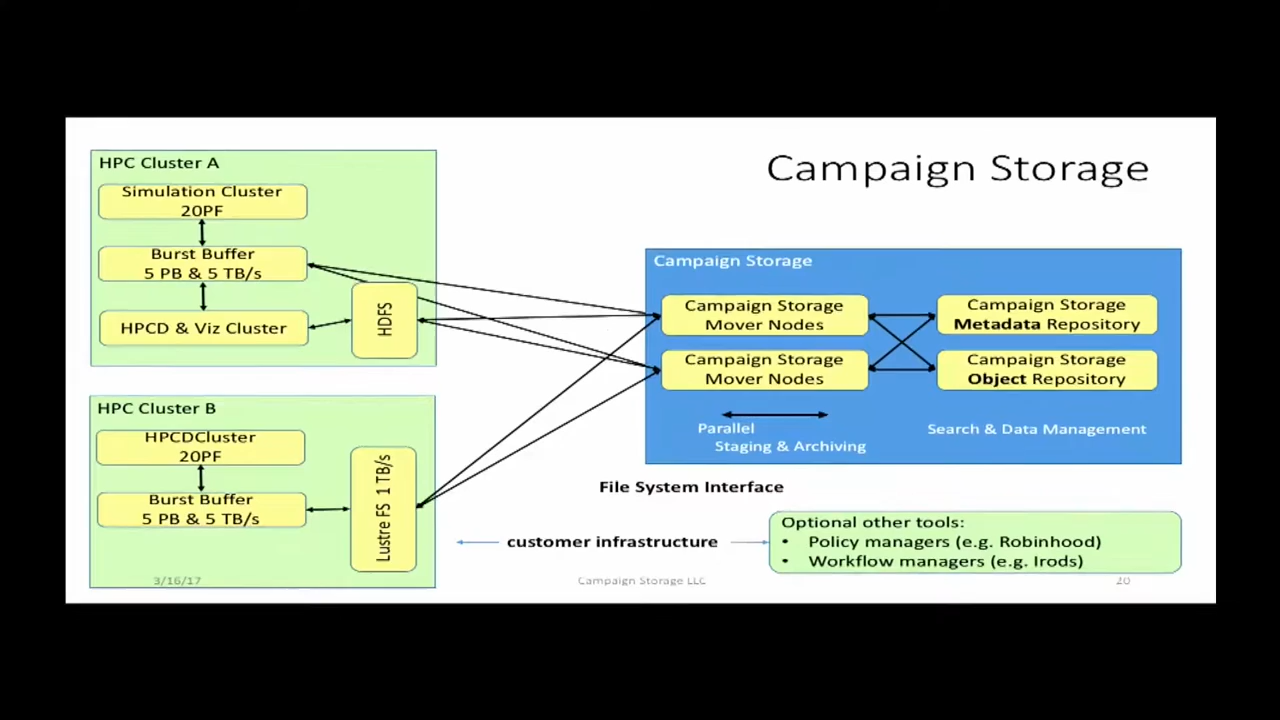 Campaign Storage
HPC Cluster A
Simulation Cluster
20PF
Burst Buffer
5 PB & 5 TB/s
HPCD & Viz Cluster
HDFS
HPC Cluster B
HPCDCluster
20PF
Burst Buffer
5 PB & 5 TB/s
Lustre FS 1 TB/s
Campaign Storage
Campaign Storage
Mover Nodes
Campaign Storage
Mover Nodes
Campaign Storage
Metadata Repository
Campaign Storage
Object Repository
Parallel
Staging & Archiving
Search & Data Management
File System Interface
customer infrastructure
Optional other tools:
• Policy managers (e.g. Robinhood)
• Workflow managers (e.g. Irods)
3/16/17
Campaign Storage LLC
20